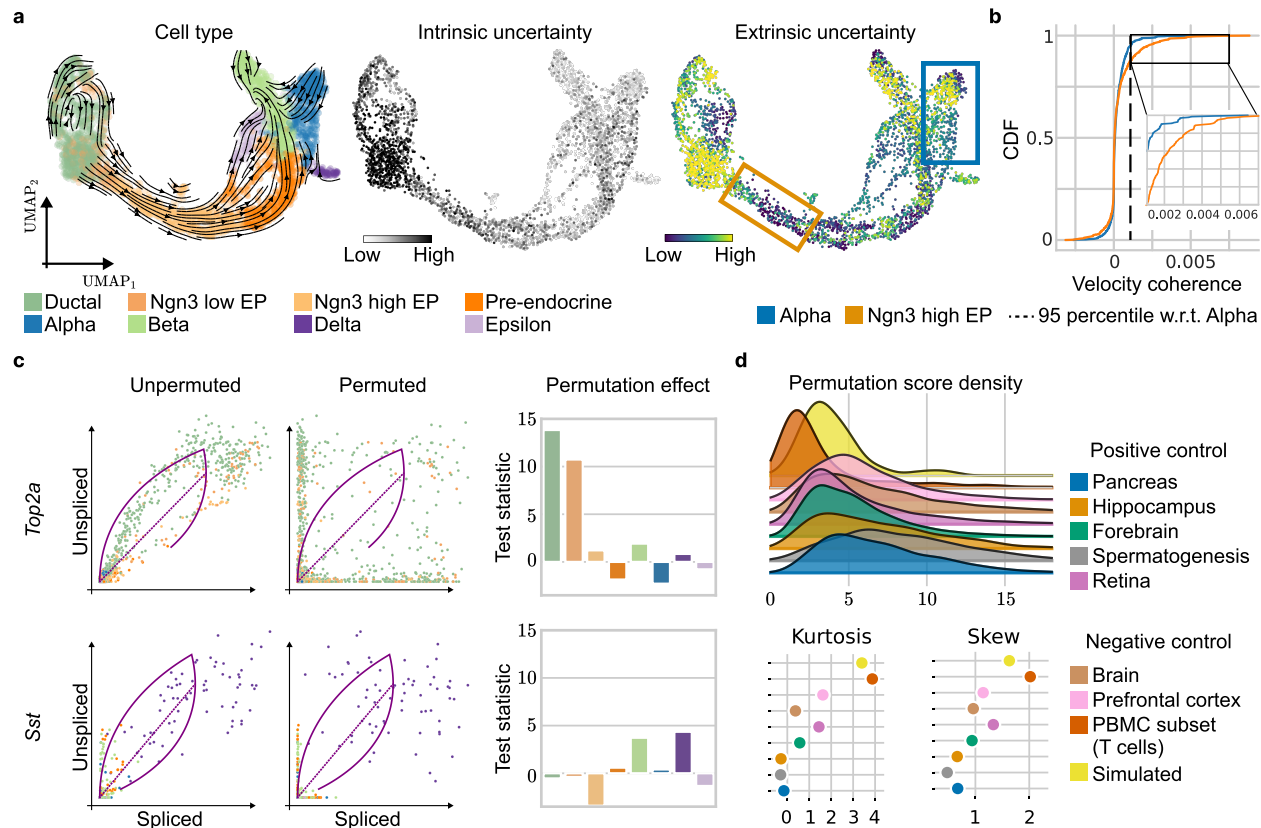 a
Cell type
Intrinsic uncertainty
Extrinsic uncertainty
UMAP2
UMAP1
Low
High
Low
High
Ductal
Ngn3 low EP
Ngn3 high EP
Pre-endocrine
Alpha
Beta
Delta
Epsilon
b
CDF
1
0.5
0
0.002
0.004
0.006
0
0.005
Velocity coherence
Alpha
Ngn3 high EP
95 percentile w.r.t. Alpha
c
Unpermuted
Permuted
Permutation effect
Top2a
Unspliced
Test statistic
15
10
5
0
Sst
Unspliced
Spliced
Spliced
Test statistic
15
10
5
0
d
Permutation score density
0
5
10
15
Positive control
Pancreas
Hippocampus
Forebrain
Spermatogenesis
Retina
Kurtosis
0
1
2
3
4
Skew
1
2
Negative control
Brain
Prefrontal cortex
PBMC subset
(T cells)
Simulated